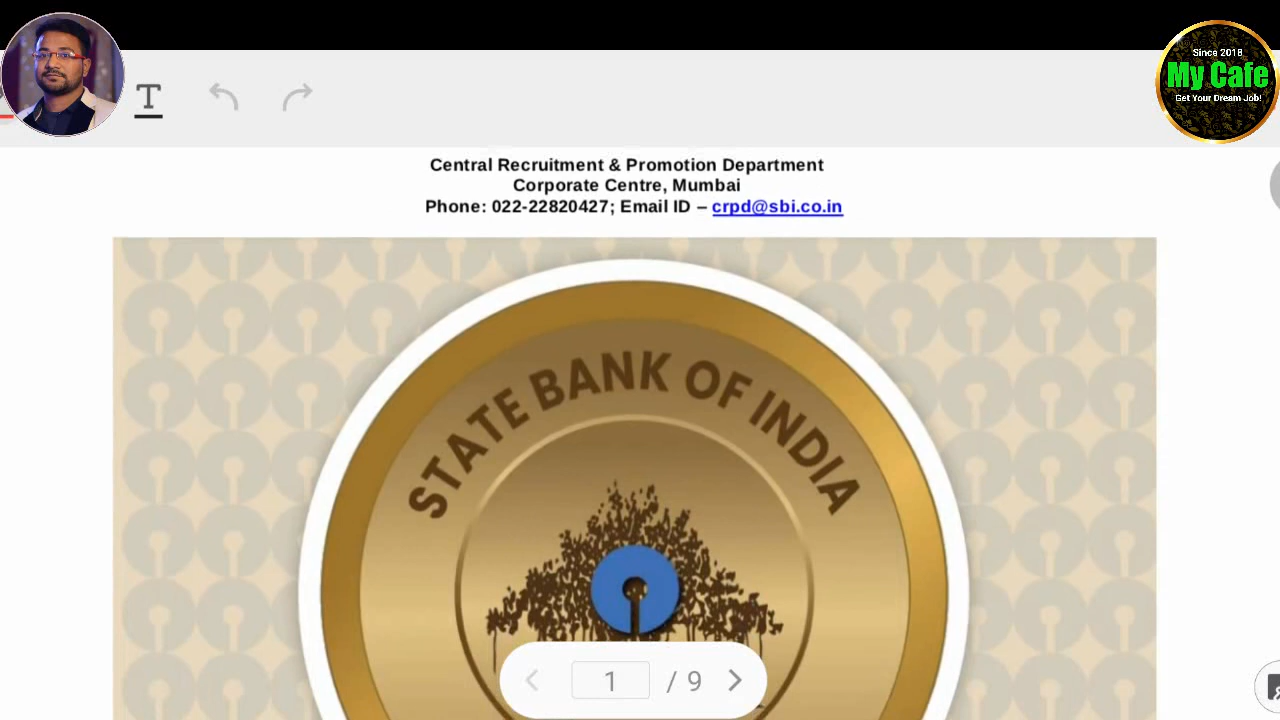 Since 2018
My Cafe
Get Your Dream Job!
T
Central Recruitment & Promotion Department
Corporate Centre, Mumbai
Phone: 022-22820427; Email ID – crpd@sbi.co.in
STATE BANK OF INDIA
1 / 9